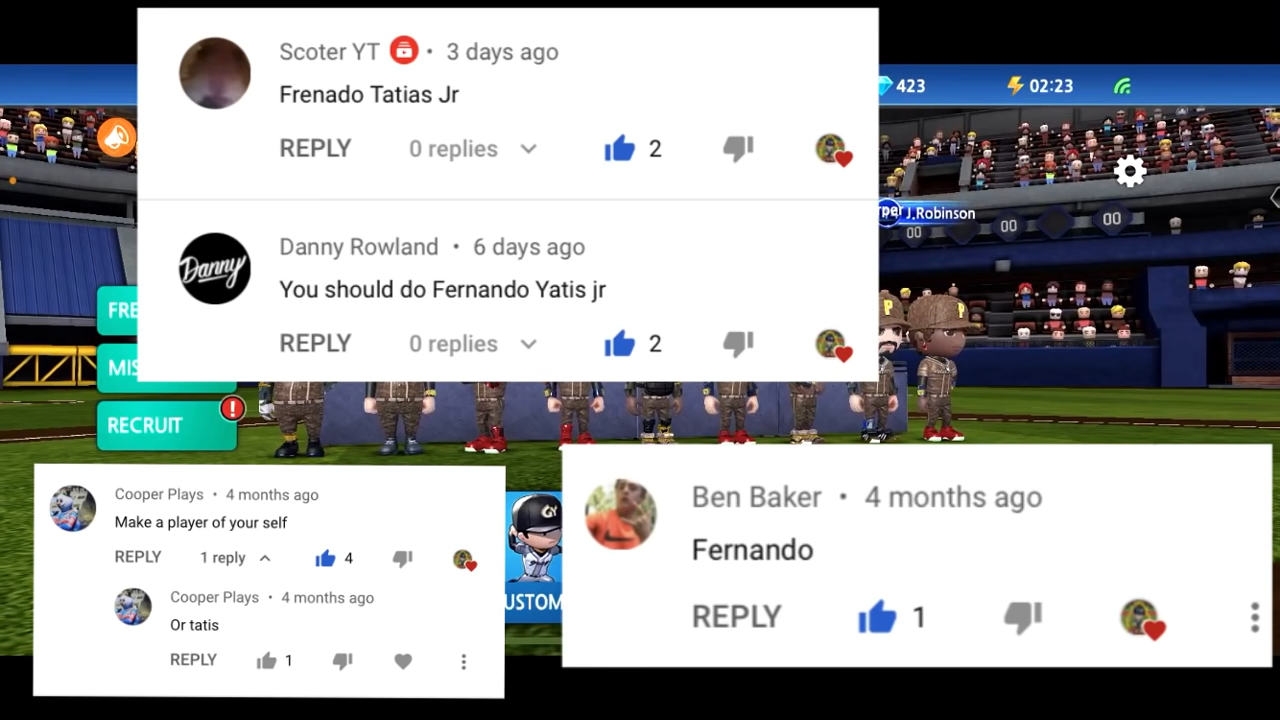 Scoter YT • 3 days ago
Frenado Tatias Jr
REPLY 0 replies 2
Danny
Danny Rowland • 6 days ago
You should do Fernando Yatis jr
REPLY 0 replies 2
423 02:23
rper J.Robinson
00 00 00
FRE
MIS
RECRUIT !
P P
Cooper Plays • 4 months ago
Make a player of your self
REPLY 1 reply 4
Cooper Plays • 4 months ago
Or tatis
REPLY 1
GY
USTOM
Ben Baker • 4 months ago
Fernando
REPLY 1